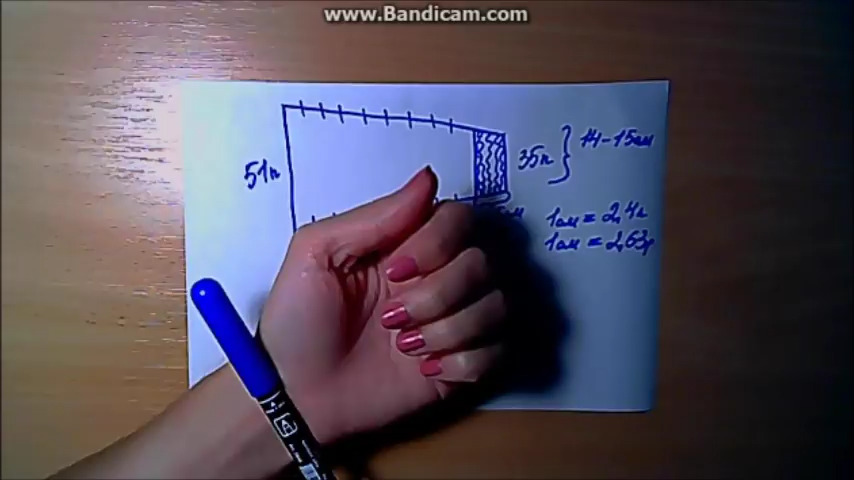 www.Bandicam.com
51п
35п
14-15см
1см = 2,4п
1см = 2,63р